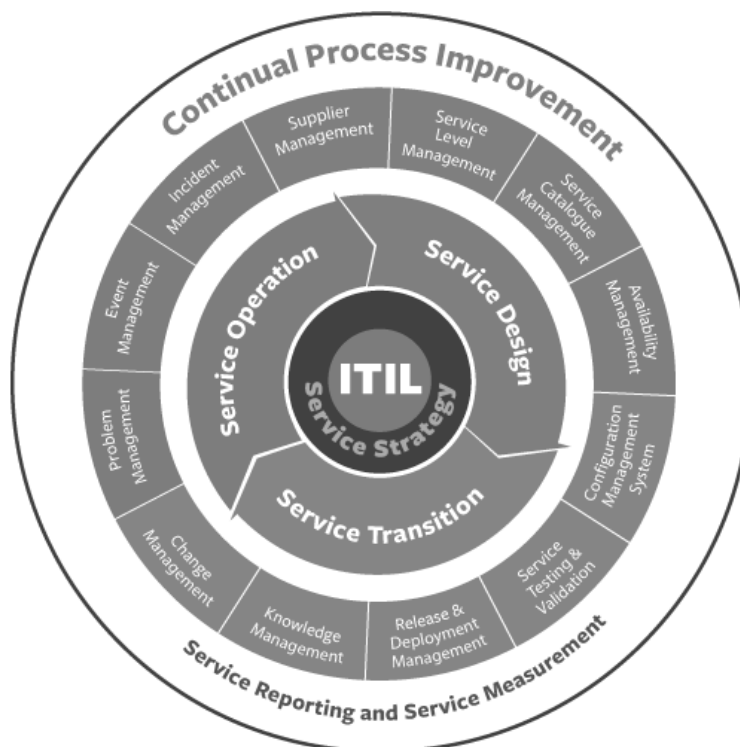 Continual Process Improvement
Supplier
Management
Service
Level
Management
Service
Catalogue
Management
Availability
Management
Configuration
Management
System
Service
Testing &
Validation
Release &
Deployment
Management
Knowledge
Management
Change
Management
Problem
Management
Event
Management
Incident
Management
Service Operation
Service Design
Service Transition
ITIL
Service Strategy
Service Reporting and Service Measurement